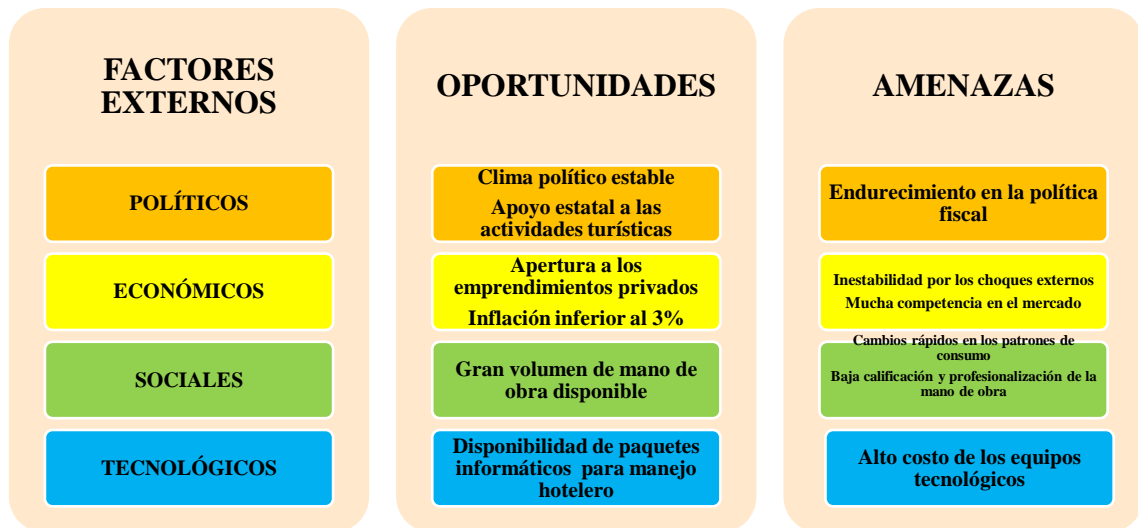 FACTORES
EXTERNOS
POLÍTICOS
ECONÓMICOS
SOCIALES
TECNOLÓGICOS
OPORTUNIDADES
Clima político estable
Apoyo estatal a las
actividades turísticas
Apertura a los
emprendimientos privados
Inflación inferior al 3%
Gran volumen de mano de
obra disponible
Disponibilidad de paquetes
informáticos para manejo
hotelero
AMENAZAS
Endurecimiento en la política
fiscal
Inestabilidad por los choques externos
Mucha competencia en el mercado
Cambios rápidos en los patrones de
consumo
Baja calificación y profesionalización de la
mano de obra
Alto costo de los equipos
tecnológicos